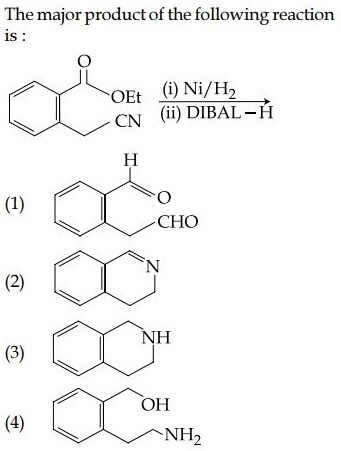 The major product of the following reaction
is :
O
OEt
CN
(i) Ni/H₂
(ii) DIBAL – H
(1)
H
O
CHO
(2)
N
(3)
NH
(4)
OH
NH₂